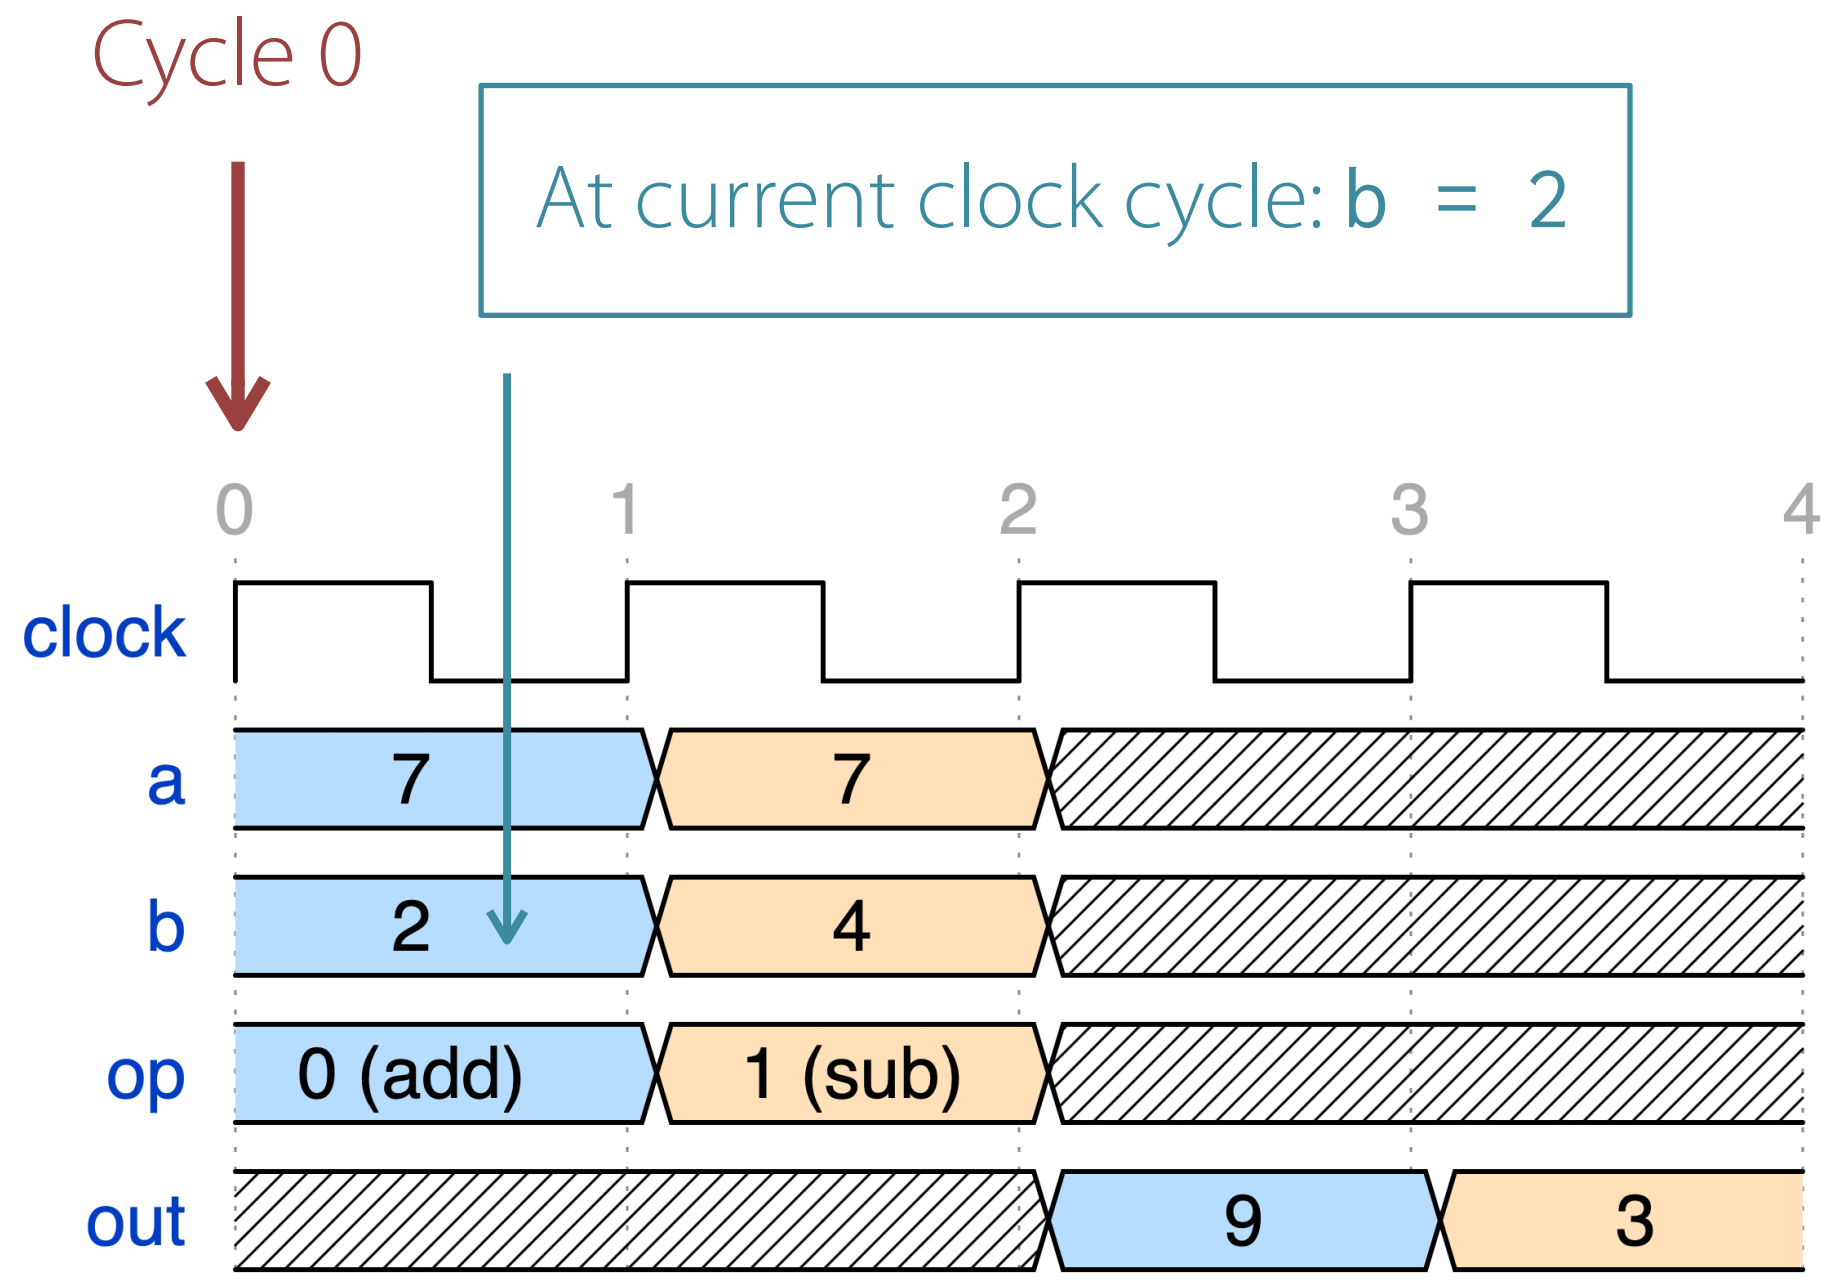 Cycle 0
At current clock cycle: b = 2
0 1 2 3 4
clock
a 7 7
b 2 4
op 0 (add) 1 (sub)
out 9 3